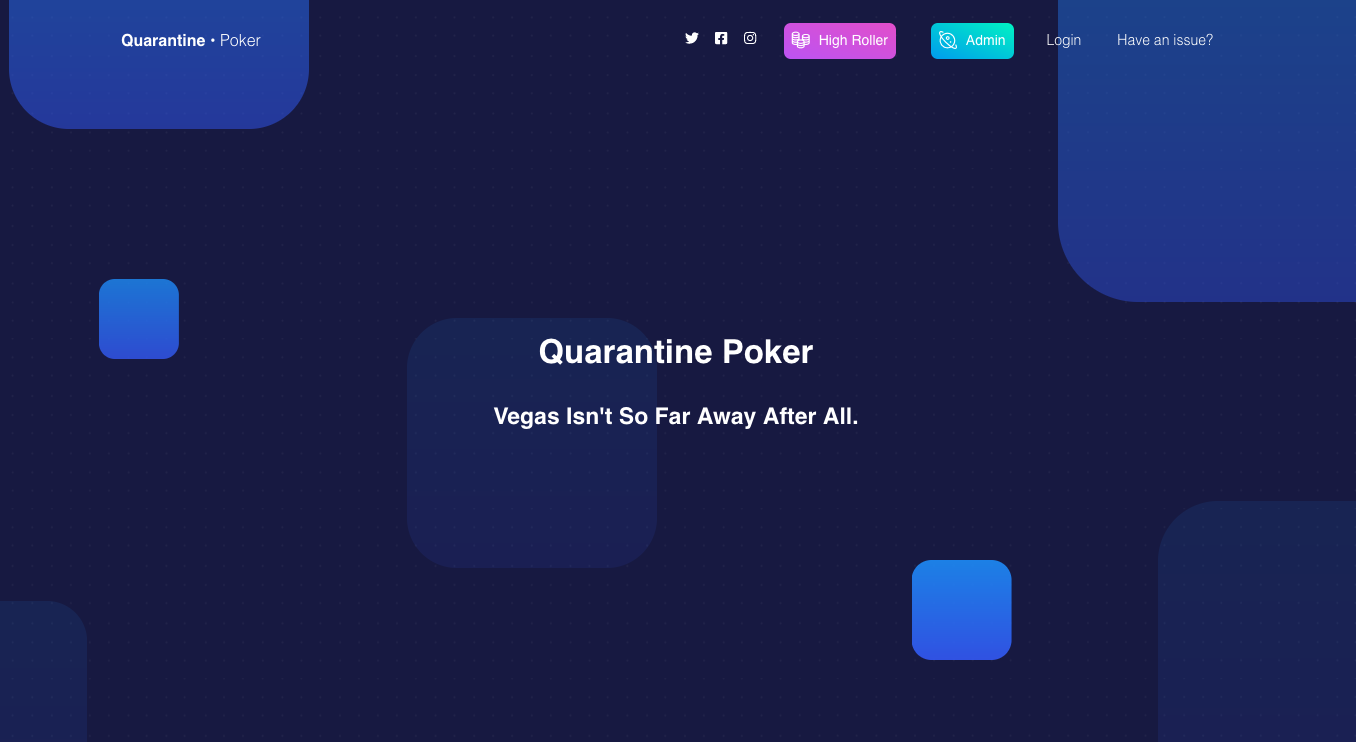 Quarantine • Poker
High Roller
Admin
Login
Have an issue?
Quarantine Poker
Vegas Isn't So Far Away After All.